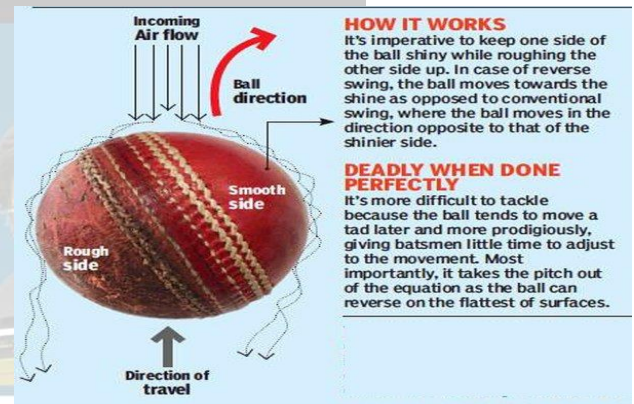 Incoming
Air flow
Ball
direction
Smooth
side
Rough
side
Direction of
travel
HOW IT WORKS
It's imperative to keep one side of
the ball shiny while roughing the
other side up. In case of reverse
swing, the ball moves towards the
shine as opposed to conventional
swing, where the ball moves in the
direction opposite to that of the
shinier side.
DEADLY WHEN DONE
PERFECTLY
It's more difficult to tackle
because the ball tends to move a
tad later and more prodigiously,
giving batsmen little time to adjust
to the movement. Most
importantly, it takes the pitch out
of the equation as the ball can
reverse on the flattest of surfaces.